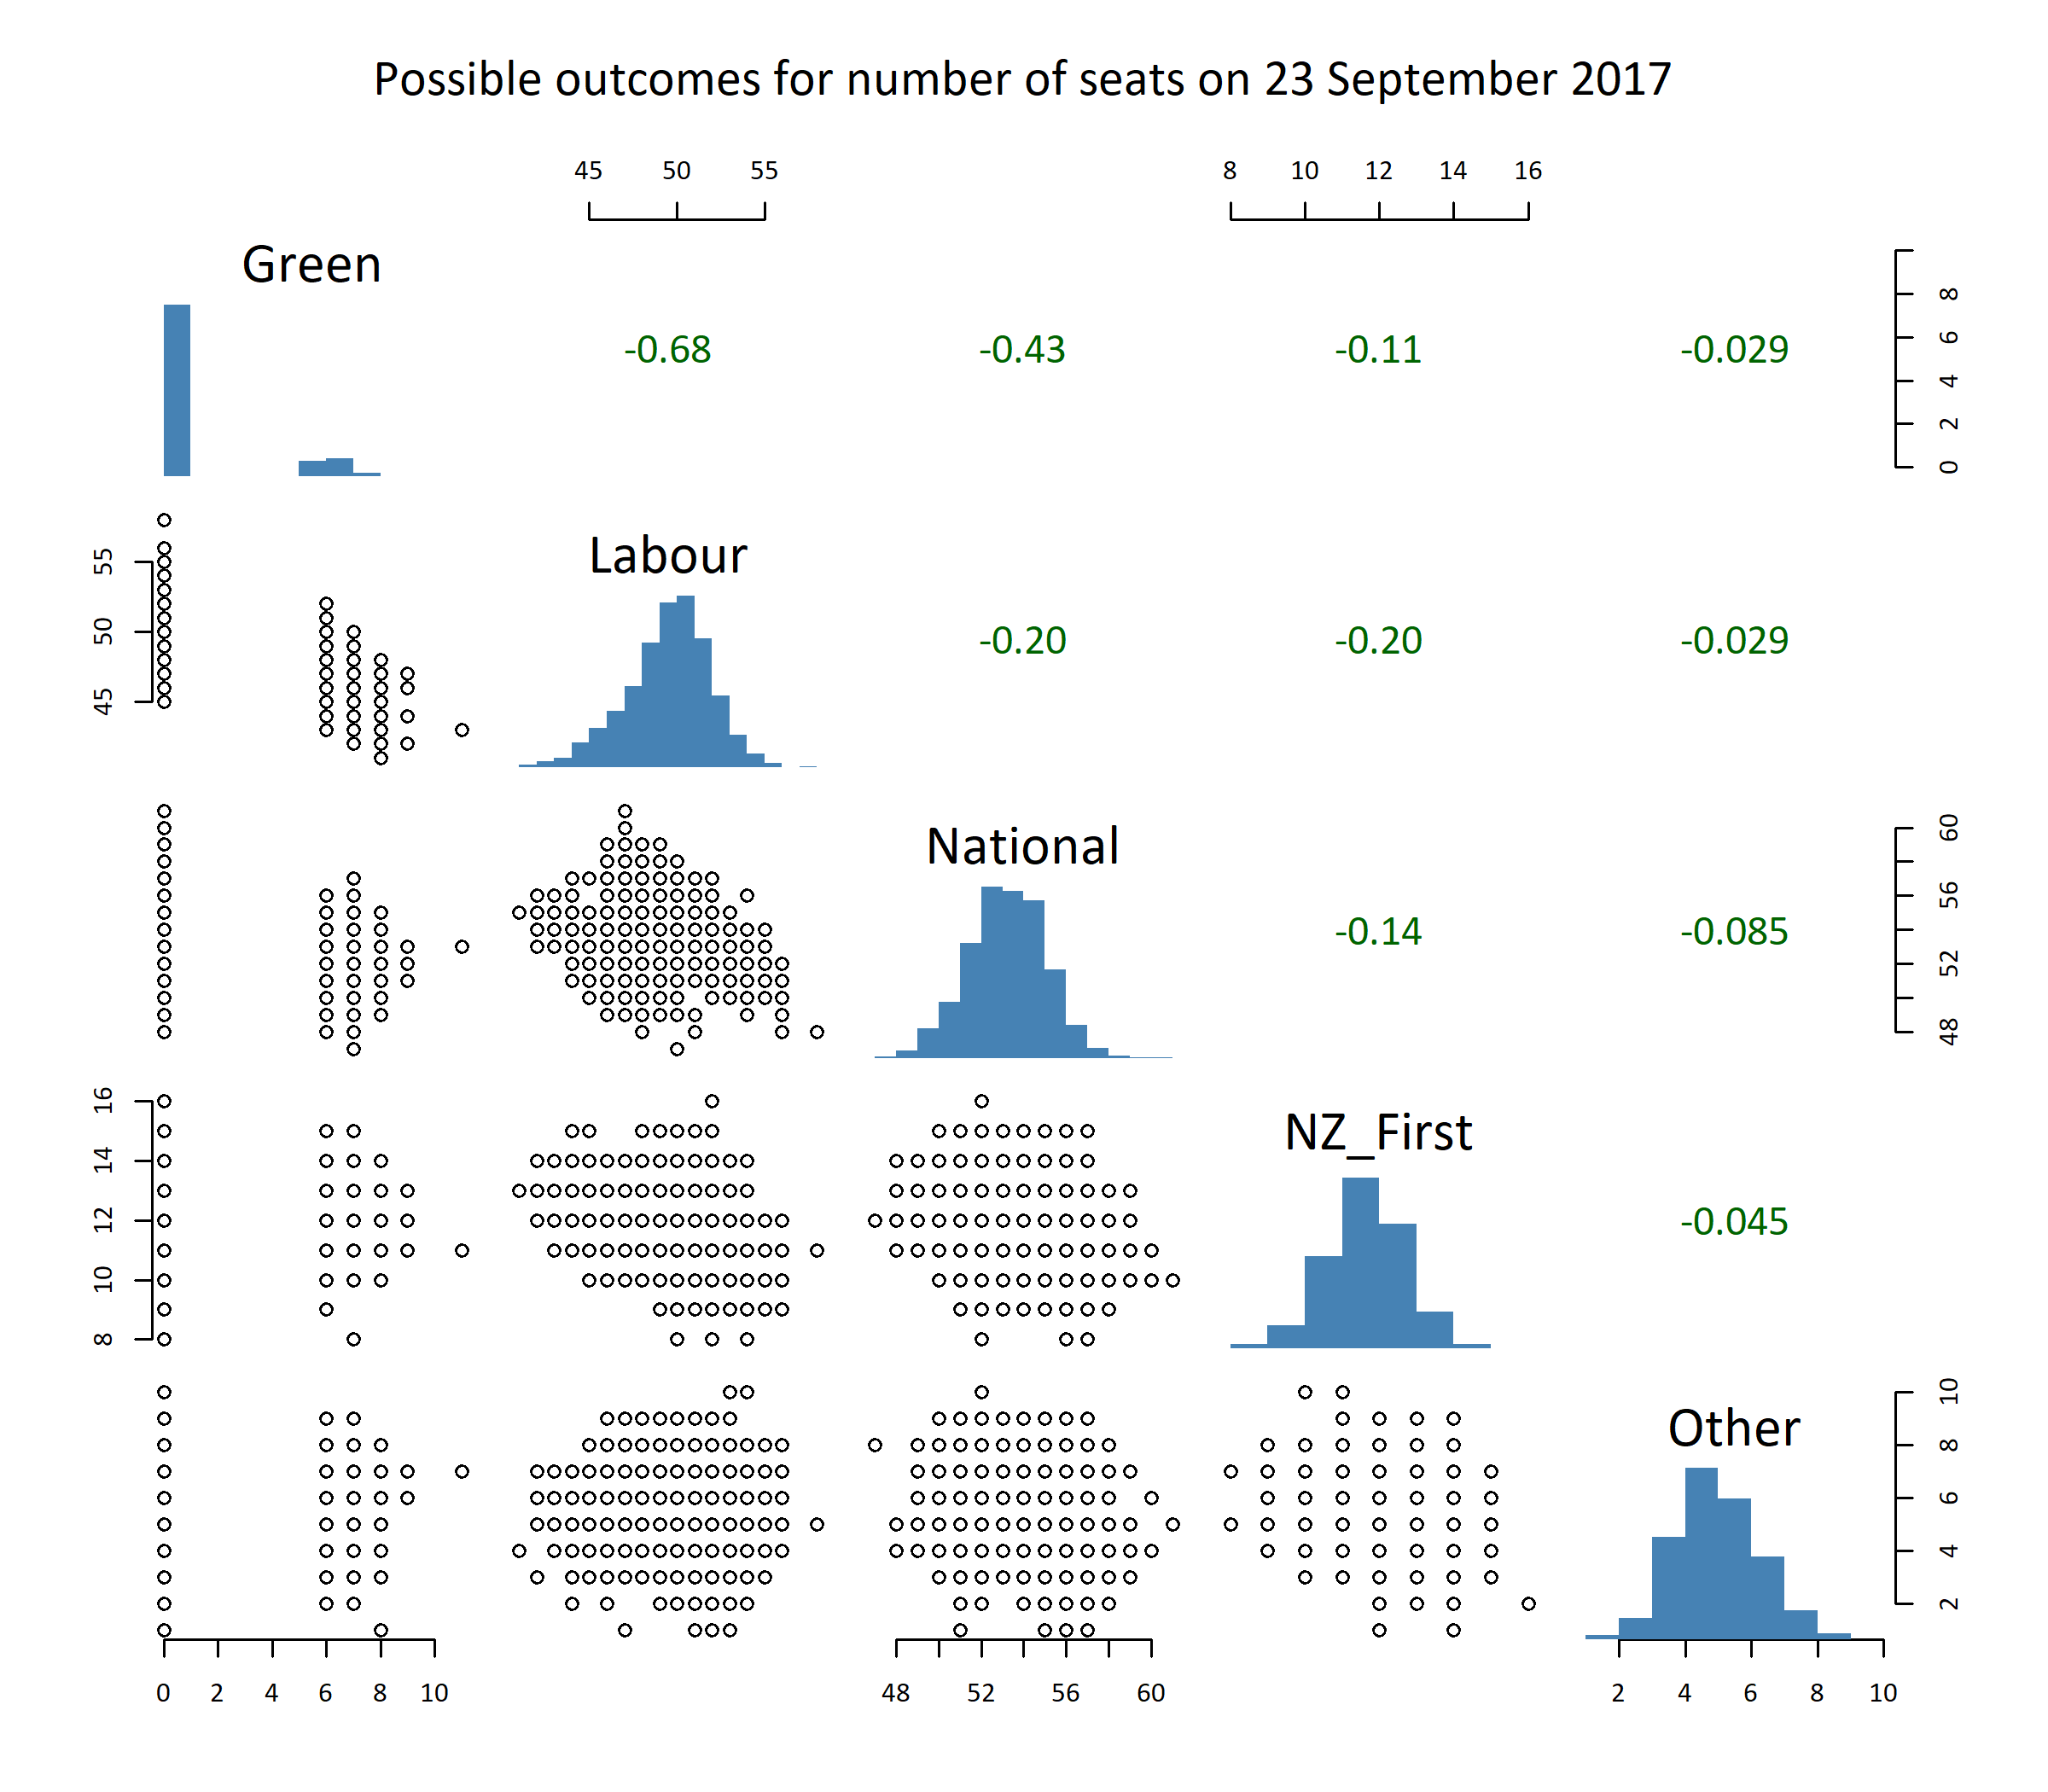 Possible outcomes for number of seats on 23 September 2017
45 50 55 8 10 12 14 16
Green
-0.68 -0.43 -0.11 -0.029
0 2 4 6 8
Labour
-0.20 -0.20 -0.029
45 50 55
National
-0.14 -0.085
48 52 56 60
NZ_First
-0.045
8 10 12 14 16
Other
2 4 6 8 10
0 2 4 6 8 10 48 52 56 60 2 4 6 8 10